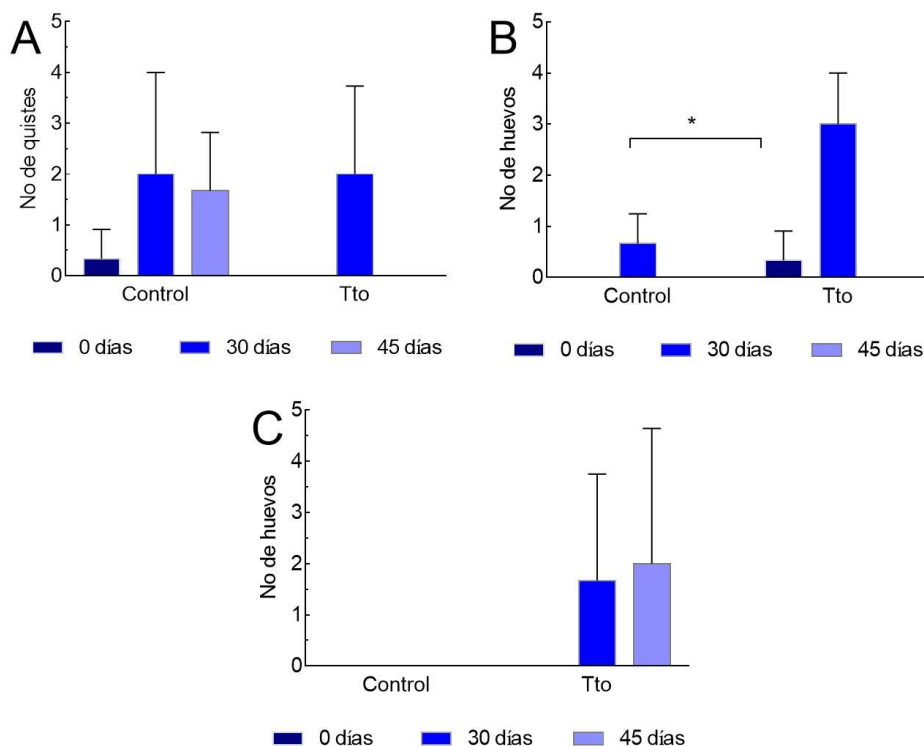 A
No de quistes
5
4
3
2
1
0
Control
Tto
0 días
30 días
45 días
B
No de huevos
5
4
3
2
1
0
*
Control
Tto
0 días
30 días
45 días
C
No de huevos
5
4
3
2
1
0
Control
Tto
0 días
30 días
45 días